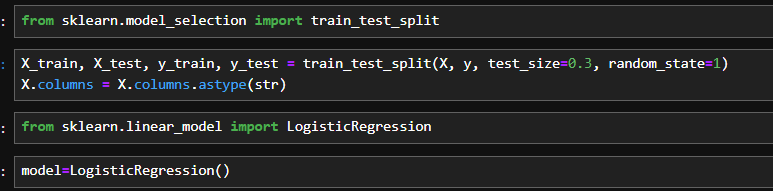 : from sklearn.model_selection import train_test_split
: X_train, X_test, y_train, y_test = train_test_split(X, y, test_size=0.3, random_state=1)
X.columns = X.columns.astype(str)
: from sklearn.linear_model import LogisticRegression
: model=LogisticRegression()